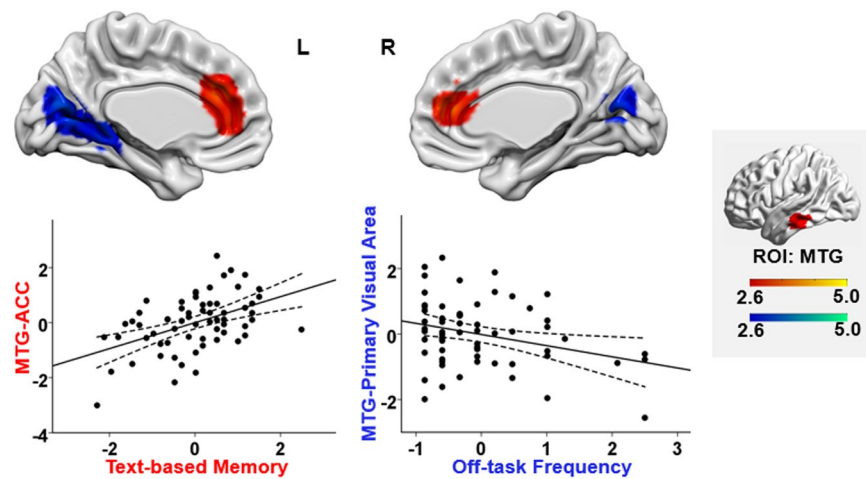 L R
ROI: MTG
2.6 5.0
2.6 5.0
MTG-ACC
2
0
-2
-4
-2 0 2
Text-based Memory
MTG-Primary Visual Area
2
0
-2
-1 0 1 2 3
Off-task Frequency